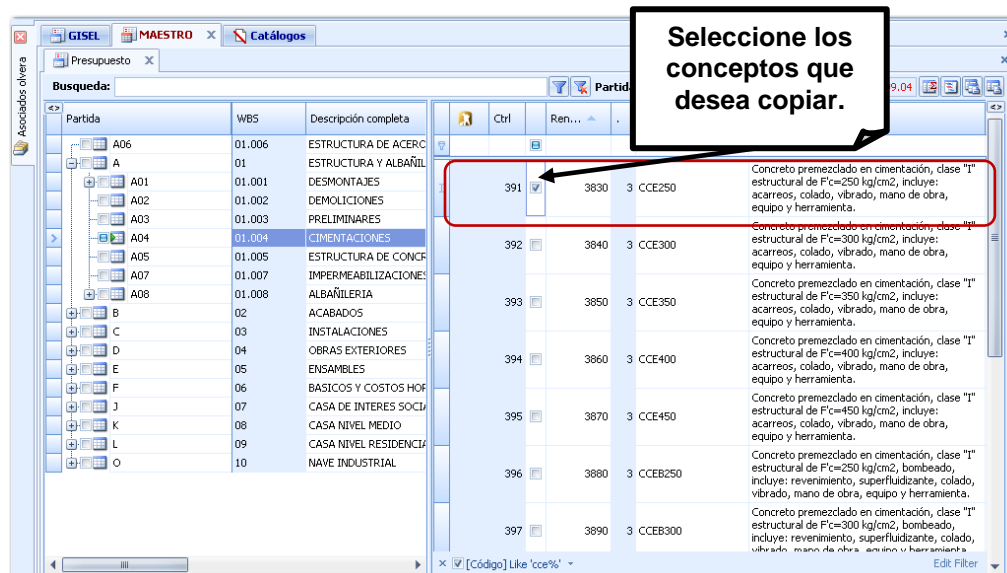 GISEL MAESTRO X Catálogos
Seleccione los
conceptos que
desea copiar.
Asociados olvera
Presupuesto X
Busqueda:
9.04
Partida WBS Descripción completa
Ctrl Ren... .
A06 01.006 ESTRUCTURA DE ACERC
A 01 ESTRUCTURA Y ALBAÑIL
A01 01.001 DESMONTAJES
A02 01.002 DEMOLICIONES
A03 01.003 PRELIMINARES
A04 01.004 CIMENTACIONES
A05 01.005 ESTRUCTURA DE CONCR
A07 01.007 IMPERMEABILIZACIONES
A08 01.008 ALBAÑILERIA
B 02 ACABADOS
C 03 INSTALACIONES
D 04 OBRAS EXTERIORES
E 05 ENSAMBLES
F 06 BASICOS Y COSTOS HOR
J 07 CASA DE INTERES SOCIA
K 08 CASA NIVEL MEDIO
L 09 CASA NIVEL RESIDENCIA
O 10 NAVE INDUSTRIAL
391 3830 3 CCE250
Concreto premezclado en cimentación, clase "I"
estructural de F'c=250 kg/cm2, incluye:
acarreos, colado, vibrado, mano de obra,
equipo y herramienta.
392 3840 3 CCE300
Concreto premezclado en cimentación, clase "I"
estructural de F'c=300 kg/cm2, incluye:
acarreos, colado, vibrado, mano de obra,
equipo y herramienta.
393 3850 3 CCE350
Concreto premezclado en cimentación, clase "I"
estructural de F'c=350 kg/cm2, incluye:
acarreos, colado, vibrado, mano de obra,
equipo y herramienta.
394 3860 3 CCE400
Concreto premezclado en cimentación, clase "I"
estructural de F'c=400 kg/cm2, incluye:
acarreos, colado, vibrado, mano de obra,
equipo y herramienta.
395 3870 3 CCE450
Concreto premezclado en cimentación, clase "I"
estructural de F'c=450 kg/cm2, incluye:
acarreos, colado, vibrado, mano de obra,
equipo y herramienta.
396 3880 3 CCEB250
Concreto premezclado en cimentación, clase "I"
estructural de F'c=250 kg/cm2, bombeado,
incluye: revenimiento, superfluidizante, colado,
vibrado, mano de obra, equipo y herramienta.
397 3890 3 CCEB300
Concreto premezclado en cimentación, clase "I"
estructural de F'c=300 kg/cm2, bombeado,
incluye: revenimiento, superfluidizante, colado,
vibrado, mano de obra, equipo y herramienta
[Código] Like 'cce%' Edit Filter